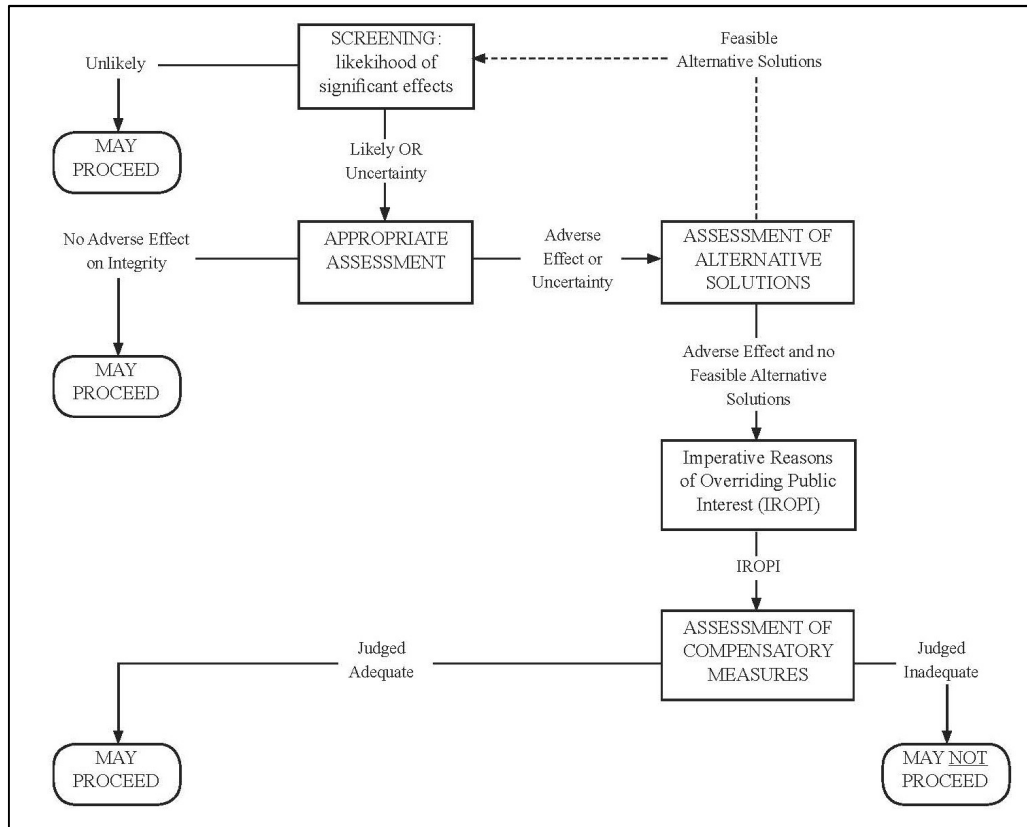 SCREENING:
likekihood of
significant effects
Feasible
Alternative Solutions
Unlikely
MAY
PROCEED
Likely OR
Uncertainty
No Adverse Effect
on Integrity
APPROPRIATE
ASSESSMENT
Adverse
Effect or
Uncertainty
ASSESSMENT OF
ALTERNATIVE
SOLUTIONS
MAY
PROCEED
Adverse Effect and no
Feasible Alternative
Solutions
Imperative Reasons
of Overriding Public
Interest (IROPI)
IROPI
ASSESSMENT OF
COMPENSATORY
MEASURES
Judged
Adequate
Judged
Inadequate
MAY
PROCEED
MAY NOT
PROCEED